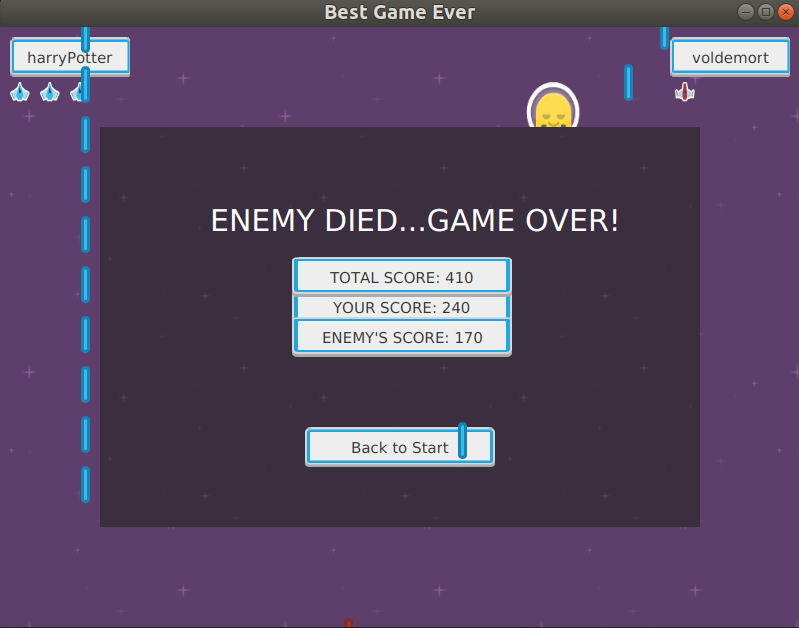 Best Game Ever
harryPotter
voldemort
ENEMY DIED...GAME OVER!
TOTAL SCORE: 410
YOUR SCORE: 240
ENEMY'S SCORE: 170
Back to Start